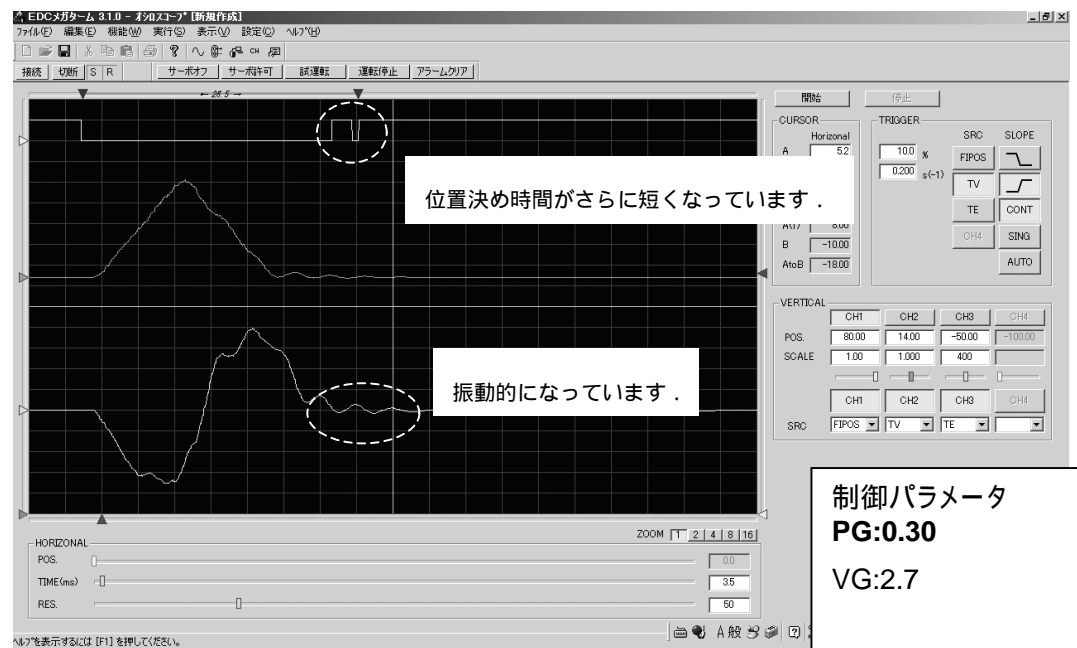 EDCメガターム 3.1.0 - オシロスコープ* [新規作成]
ファイル(F) 編集(E) 機能(W) 実行(G) 表示(V) 設定(C) ヘルプ(H)
CH
接続 切断 S R サーボオフ サーボ許可 試運転 運転停止 アラームクリア
← 26.5 →
開始 停止
CURSOR
Horizonal
A 5.2
A(I) 8.00
B -10.00
AtoB -18.00
TRIGGER
SRC SLOPE
10.0 % FIPOS
0.200 s(-1) TV
TE CONT
CH4 SING
AUTO
位置決め時間がさらに短くなっています．
振動的になっています．
VERTICAL
CH1 CH2 CH3 CH4
POS. 80.00 14.00 -50.00 -100.00
SCALE 1.00 1.000 400
CH1 CH2 CH3 CH4
SRC FIPOS TV TE
制御パラメータ
PG:0.30
VG:2.7
ZOOM 1 2 4 8 16
HORIZONAL
POS. 0.0
TIME(ms) 3.5
RES. 50
ヘルプを表示するには [F1] を押してください。
A 般